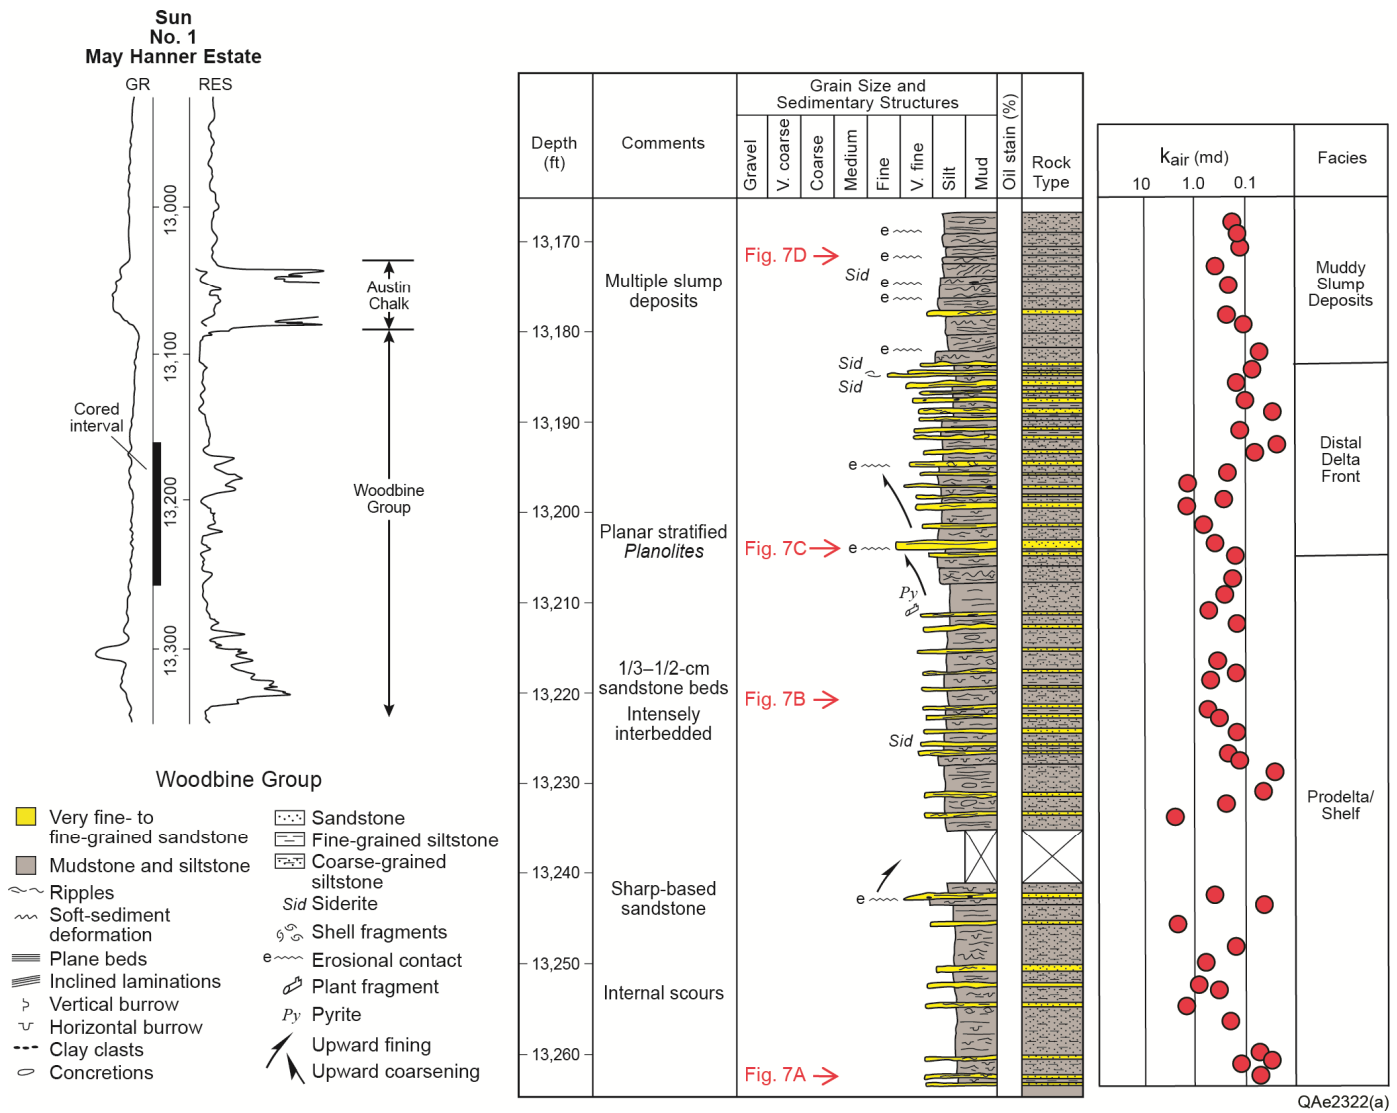 Sun
No. 1
May Hanner Estate
GR
RES
13,000
13,100
13,200
13,300
Cored
interval
Austin
Chalk
Woodbine
Group
Woodbine Group
Very fine- to
fine-grained sandstone
Mudstone and siltstone
Ripples
Soft-sediment
deformation
Plane beds
Inclined laminations
Vertical burrow
Horizontal burrow
Clay clasts
Concretions
Sandstone
Fine-grained siltstone
Coarse-grained
siltstone
Sid Siderite
Shell fragments
e Erosional contact
Plant fragment
Py Pyrite
Upward fining
Upward coarsening
Depth
(ft)
Comments
Grain Size and
Sedimentary Structures
Gravel
V. coarse
Coarse
Medium
Fine
V. fine
Silt
Mud
Oil stain (%)
Rock
Type
13,170
13,180
13,190
13,200
13,210
13,220
13,230
13,240
13,250
13,260
Multiple slump
deposits
Planar stratified
Planolites
1/3–1/2-cm
sandstone beds
Intensely
interbedded
Sharp-based
sandstone
Internal scours
e
Fig. 7D
e
Sid
e
e
e
Sid
Sid
e
Fig. 7C
e
Py
Fig. 7B
Sid
e
Fig. 7A
kair (md)
Facies
10
1.0
0.1
Muddy
Slump
Deposits
Distal
Delta
Front
Prodelta/
Shelf
QAe2322(a)